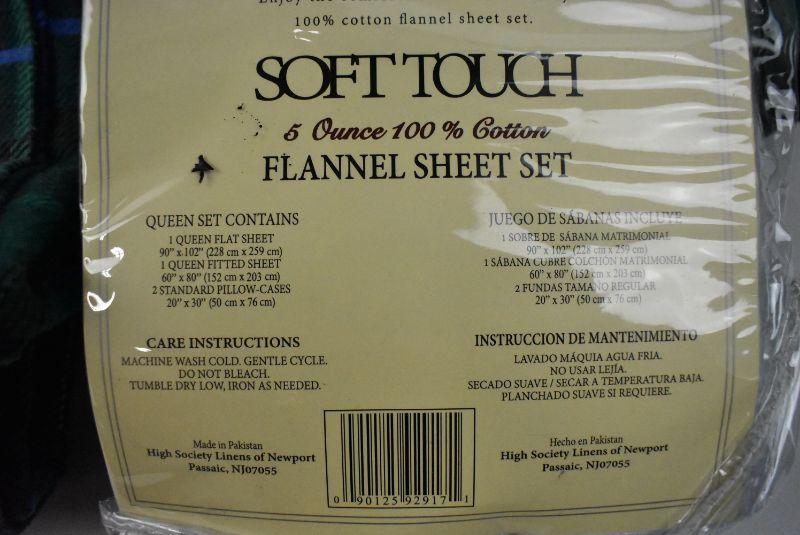 100% cotton flannel sheet set.
SOFT TOUCH
5 Ounce 100 % Cotton
FLANNEL SHEET SET
QUEEN SET CONTAINS
1 QUEEN FLAT SHEET
90" x 102" (228 cm x 259 cm)
1 QUEEN FITTED SHEET
60" x 80" (152 cm x 203 cm)
2 STANDARD PILLOW-CASES
20" x 30" (50 cm x 76 cm)
CARE INSTRUCTIONS
MACHINE WASH COLD. GENTLE CYCLE.
DO NOT BLEACH.
TUMBLE DRY LOW, IRON AS NEEDED.
Made in Pakistan
High Society Linens of Newport
Passaic, NJ07055
JUEGO DE SÁBANAS INCLUYE
1 SOBRE DE SÁBANA MATRIMONIAL
90" x 102" (228 cm x 259 cm)
1 SÁBANA CUBRE COLCHÓN MATRIMONIAL
60" x 80" (152 cm x 203 cm)
2 FUNDAS TAMANO REGULAR
20" x 30" (50 cm x 76 cm)
INSTRUCCION DE MANTENIMIENTO
LAVADO MÁQUIA AGUA FRIA.
NO USAR LEJÍA.
SECADO SUAVE / SECAR A TEMPERATURA BAJA.
PLANCHADO SUAVE SI REQUIERE.
Hecho en Pakistan
High Society Linens of Newport
Passaic, NJ07055
0 90125 92917 1